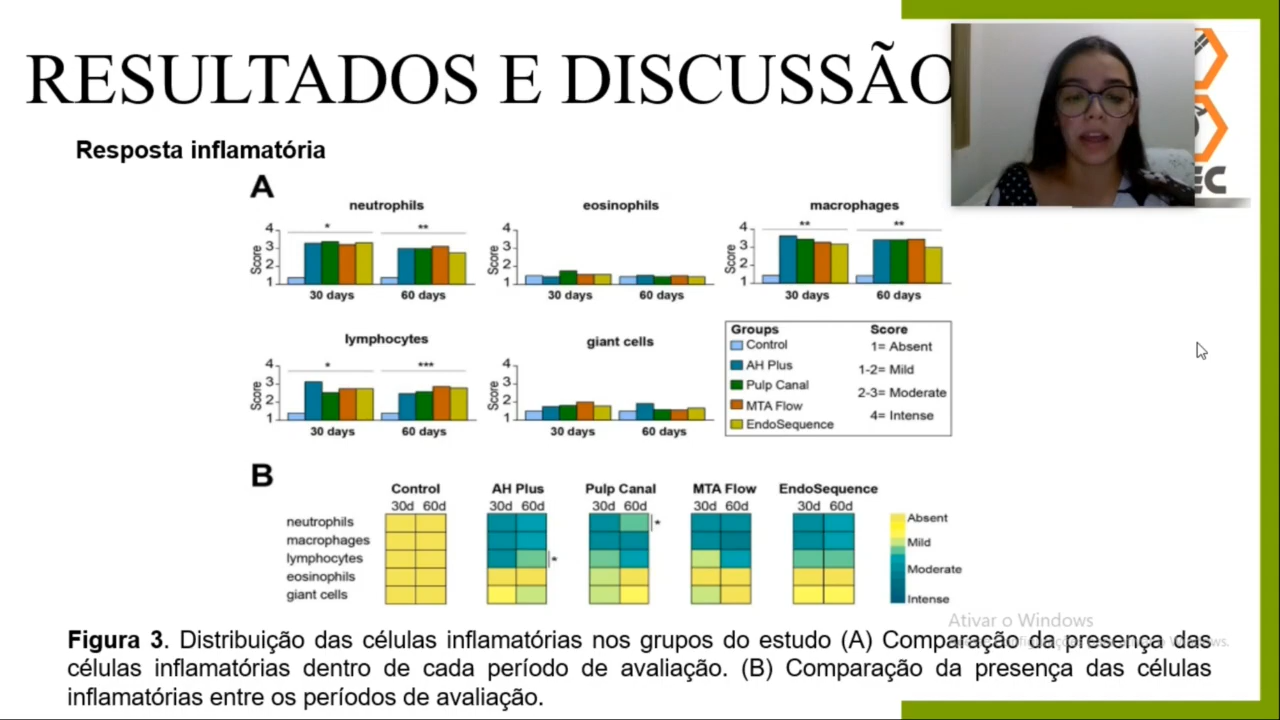 RESULTADOS E DISCUSSÃO
EC
Resposta inflamatória
A
neutrophils
eosinophils
macrophages
4
3
2
1
Score
*
**
30 days
60 days
4
3
2
1
Score
30 days
60 days
4
3
2
1
Score
**
**
30 days
60 days
lymphocytes
giant cells
4
3
2
1
Score
*
***
30 days
60 days
4
3
2
1
Score
30 days
60 days
Groups
Control
AH Plus
Pulp Canal
MTA Flow
EndoSequence
Score
1= Absent
1-2= Mild
2-3= Moderate
4= Intense
B
Control AH Plus Pulp Canal MTA Flow EndoSequence
30d 60d 30d 60d 30d 60d 30d 60d 30d 60d
neutrophils
macrophages
lymphocytes
eosinophils
giant cells
*
*
Absent
Mild
Moderate
Intense
Ativar o Windows
Figura 3. Distribuição das células inflamatórias nos grupos do estudo (A) Comparação da presença das
células inflamatórias dentro de cada período de avaliação. (B) Comparação da presença das células
inflamatórias entre os períodos de avaliação.